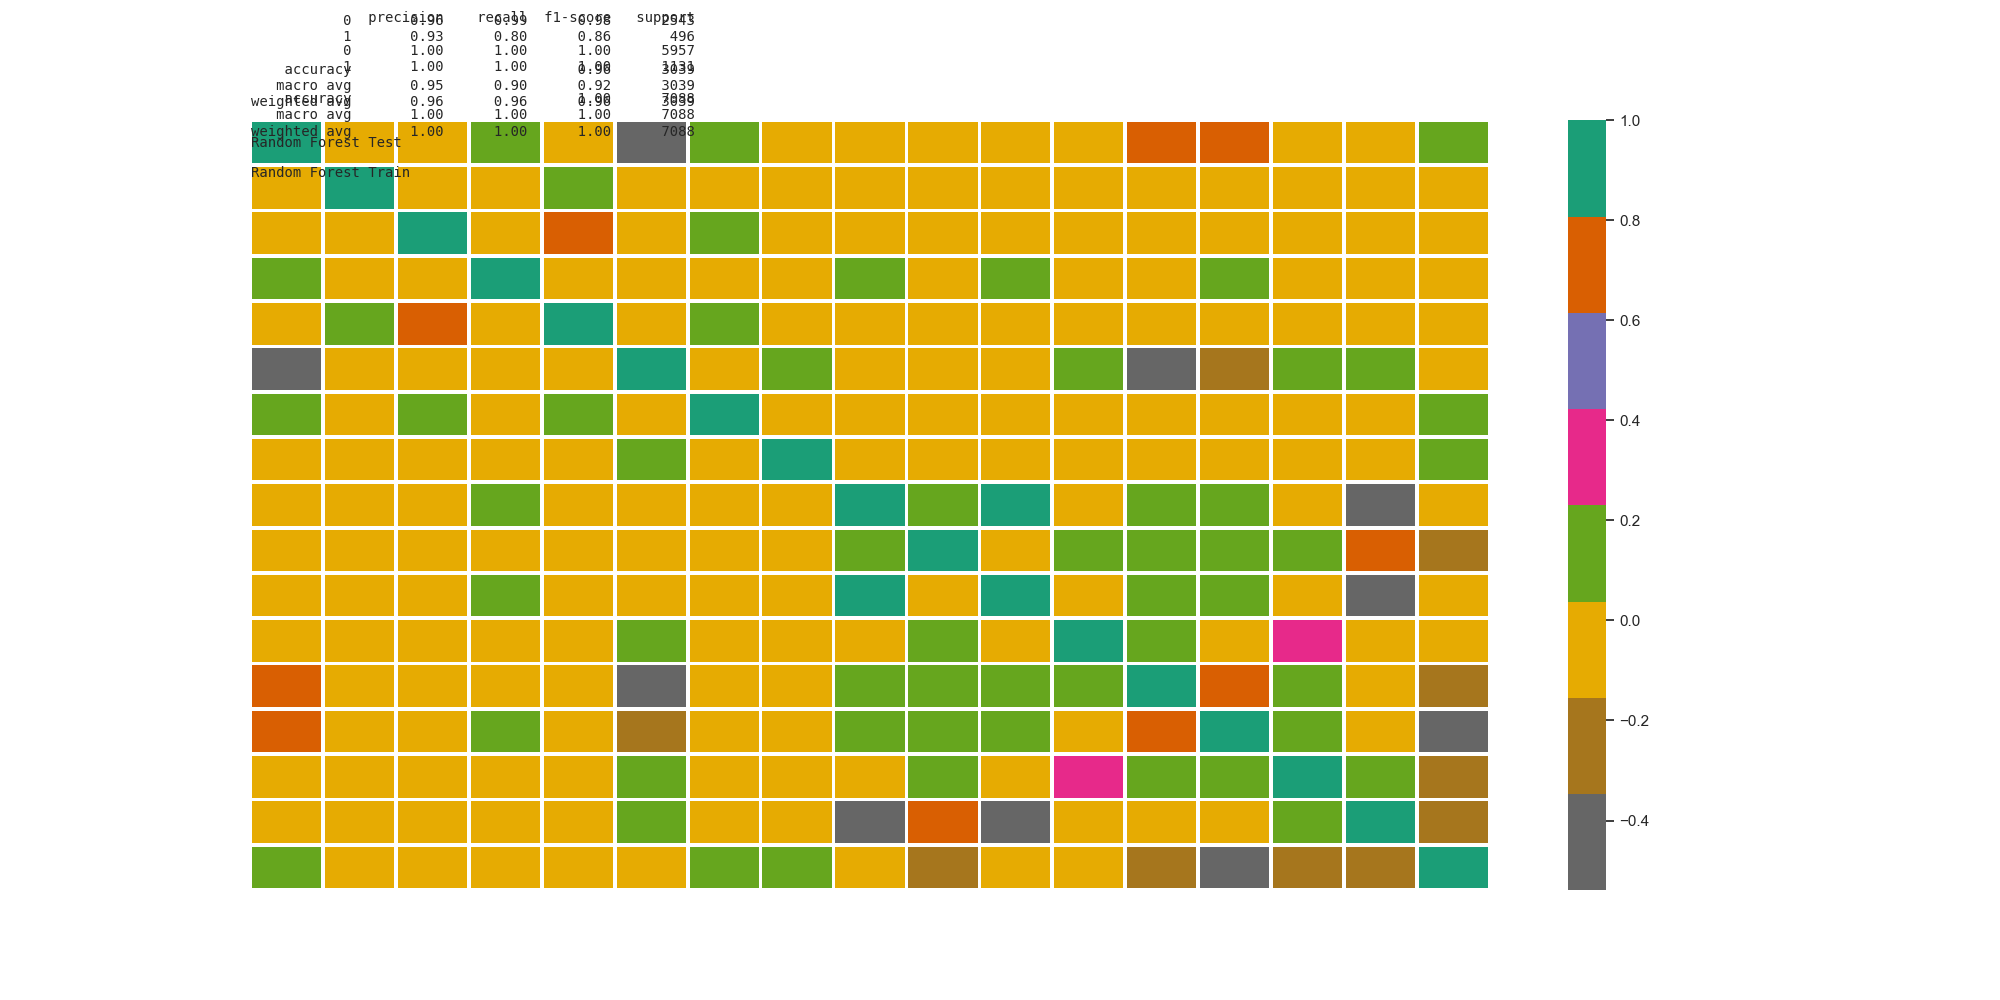 precision recall f1-score support
0 0.96 0.99 0.98 2543
1 0.93 0.80 0.86 496
0 1.00 1.00 1.00 5957
1 1.00 1.00 1.00 1131
accuracy 0.96 3039
macro avg 0.95 0.90 0.92 3039
accuracy 1.00 7088
weighted avg 0.96 0.96 0.96 3039
macro avg 1.00 1.00 1.00 7088
weighted avg 1.00 1.00 1.00 7088
Random Forest Test
Random Forest Train
1.0
0.8
0.6
0.4
0.2
0.0
−0.2
−0.4